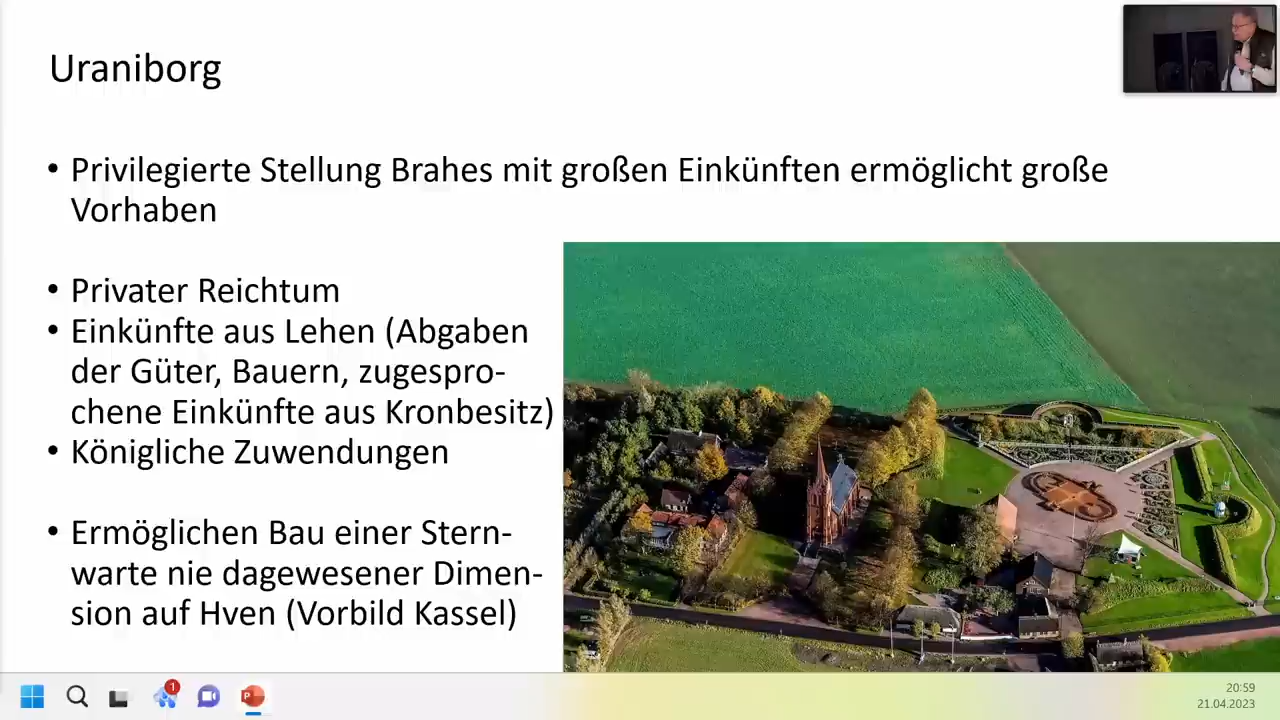 Uraniborg
• Privilegierte Stellung Brahes mit großen Einkünften ermöglicht große
Vorhaben
• Privater Reichtum
• Einkünfte aus Lehen (Abgaben
der Güter, Bauern, zugespro-
chene Einkünfte aus Kronbesitz)
• Königliche Zuwendungen
• Ermöglichen Bau einer Stern-
warte nie dagewesener Dimen-
sion auf Hven (Vorbild Kassel)
1
P
20:59
21.04.2023